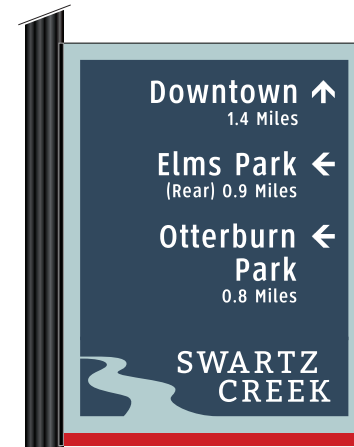 Downtown ↑
1.4 Miles
Elms Park ←
(Rear) 0.9 Miles
Otterburn ←
Park
0.8 Miles
SWARTZ
CREEK